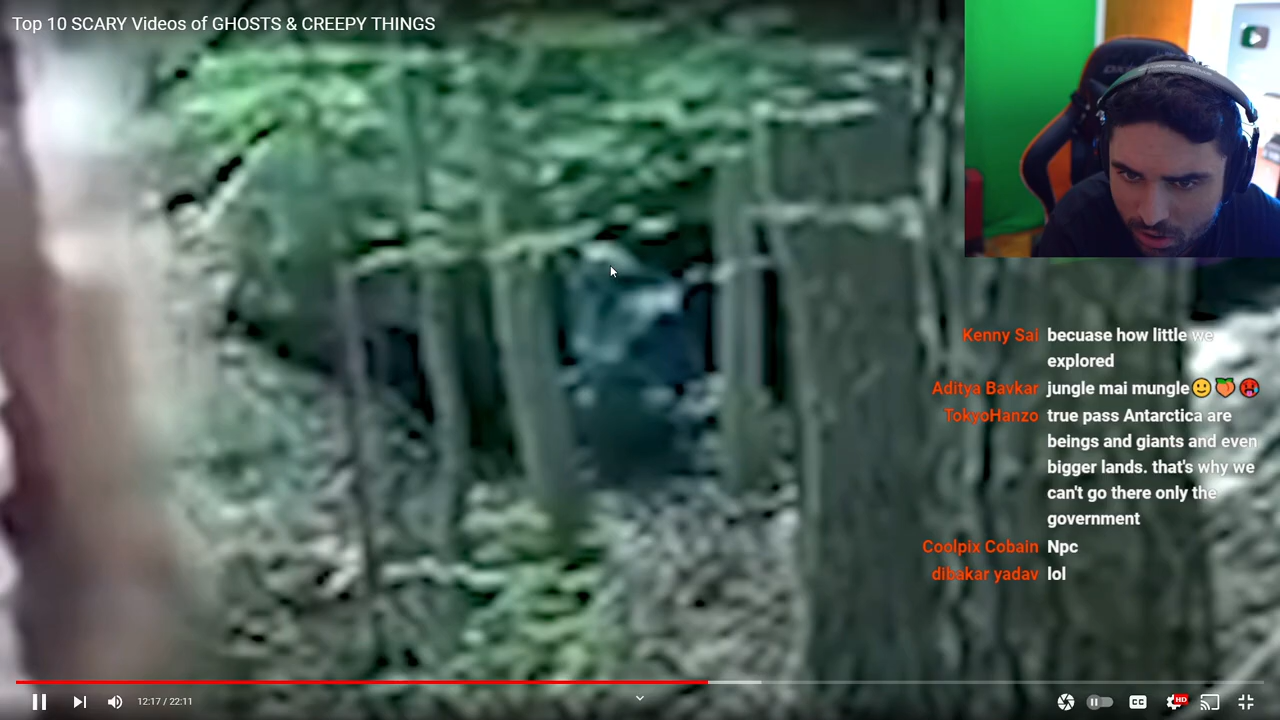 Top 10 SCARY Videos of GHOSTS & CREEPY THINGS
Kenny Sai becuase how little we
explored
Aditya Bavkar jungle mai mungle🙂🍑🥵
TokyoHanzo true pass Antarctica are
beings and giants and even
bigger lands. that's why we
can't go there only the
government
Coolpix Cobain Npc
dibakar yadav lol
12:17 / 22:11
CC
HD